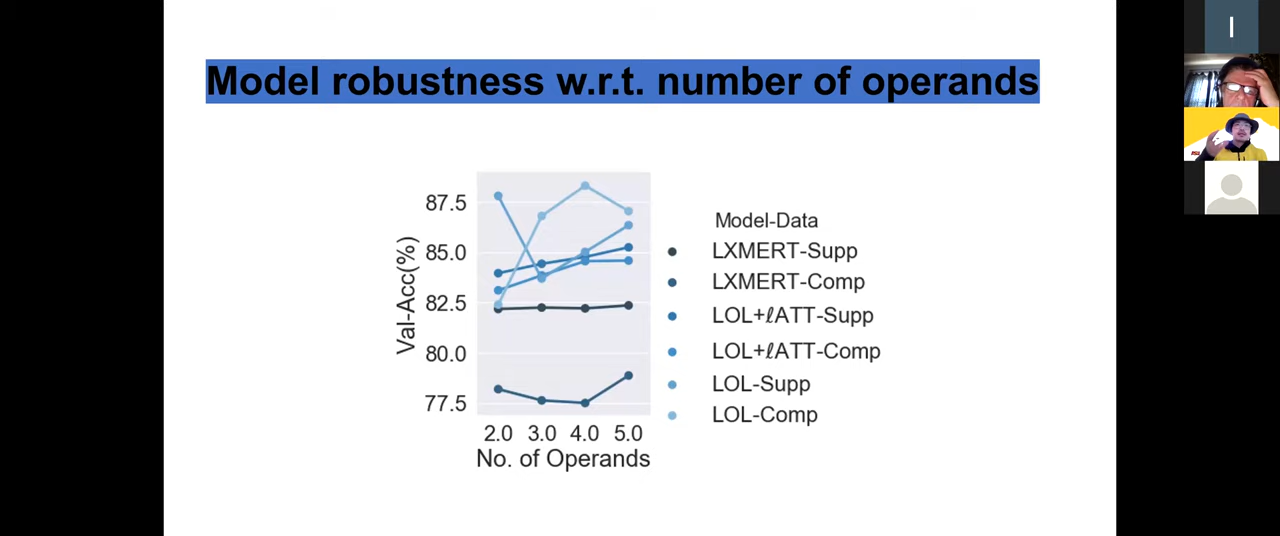 Model robustness w.r.t. number of operands
87.5
85.0
82.5
80.0
77.5
Val-Acc(%)
2.0 3.0 4.0 5.0
No. of Operands
Model-Data
LXMERT-Supp
LXMERT-Comp
LOL+ℓATT-Supp
LOL+ℓATT-Comp
LOL-Supp
LOL-Comp
I